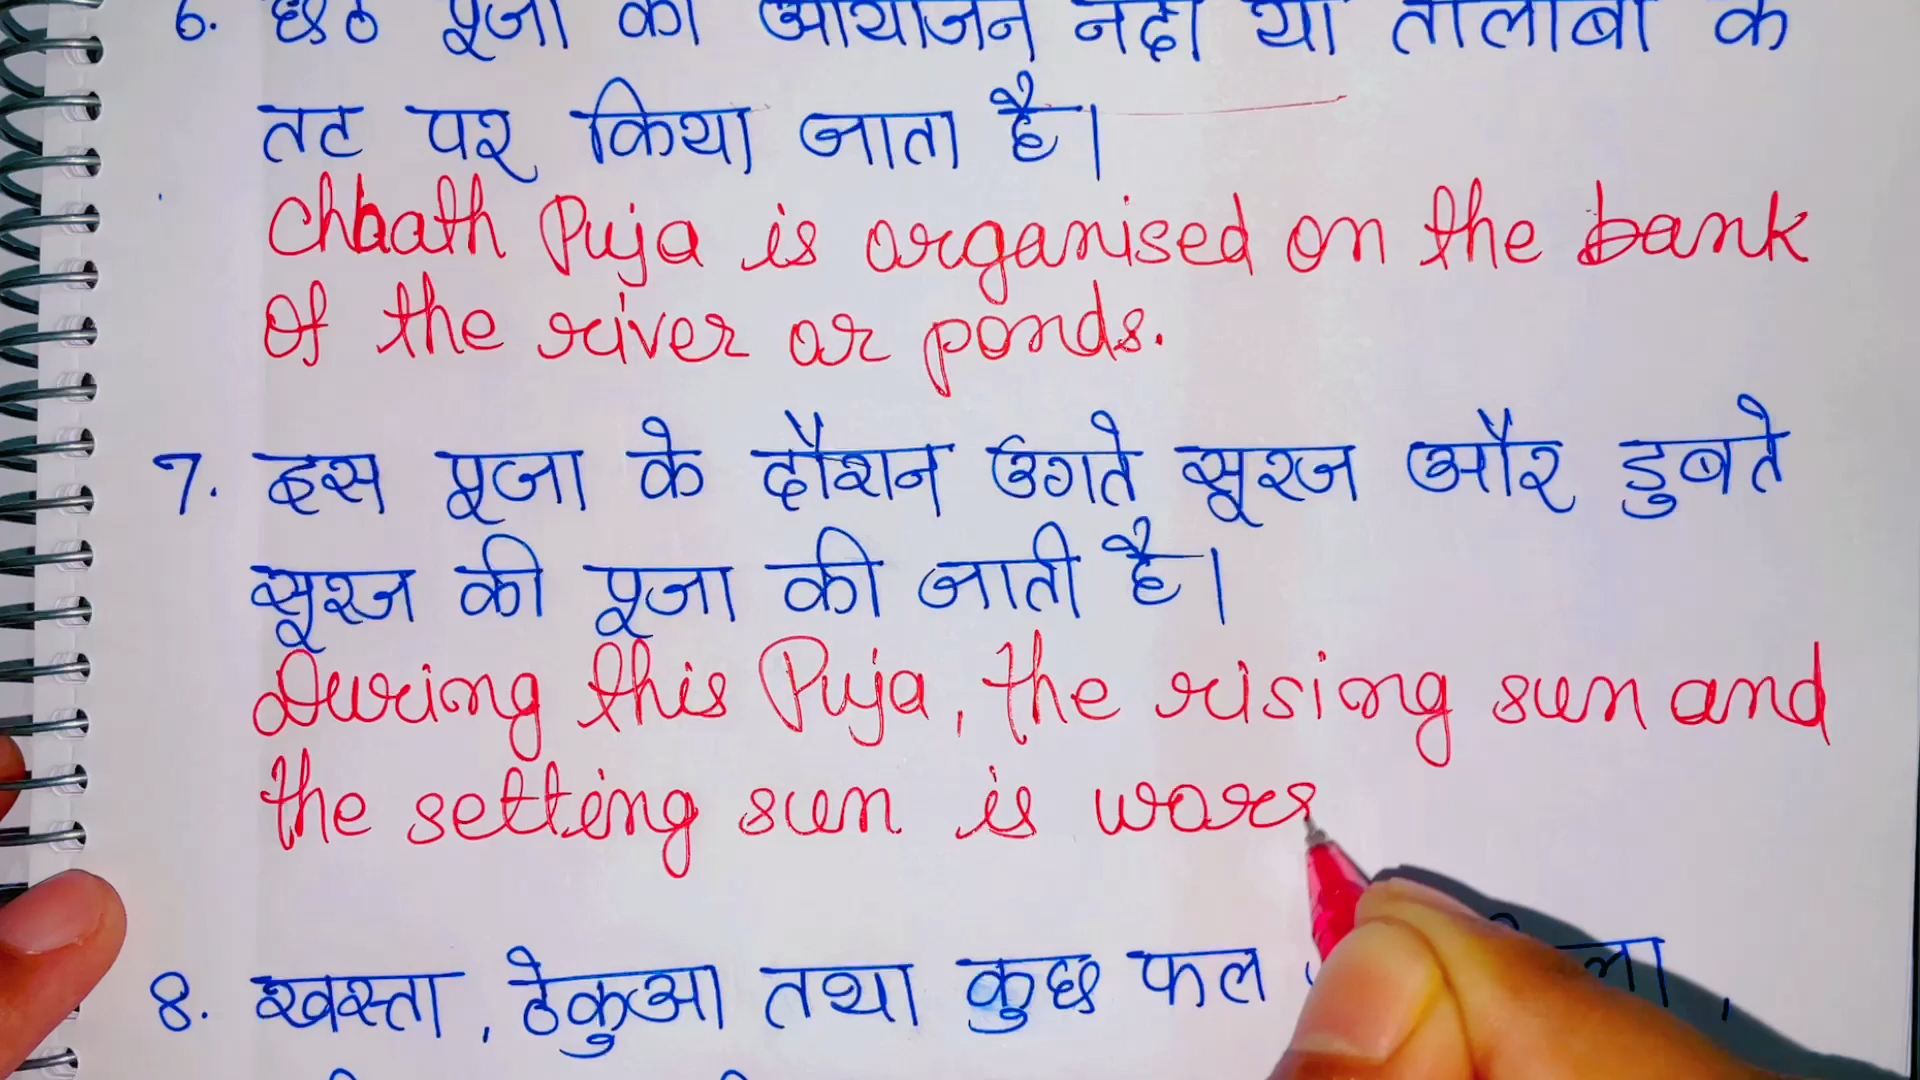 6. छठ पूजा का आयोजन नदी या तालाबों के
तट पर किया जाता है।
Chhath Puja is organised on the bank
of the river or ponds.
7. इस पूजा के दौरान उगते सूरज और डुबते
सूरज की पूजा की जाती है।
During this Puja, the rising sun and
the setting sun is wors
8. खस्ता, ठेकुआ तथा कुछ फल